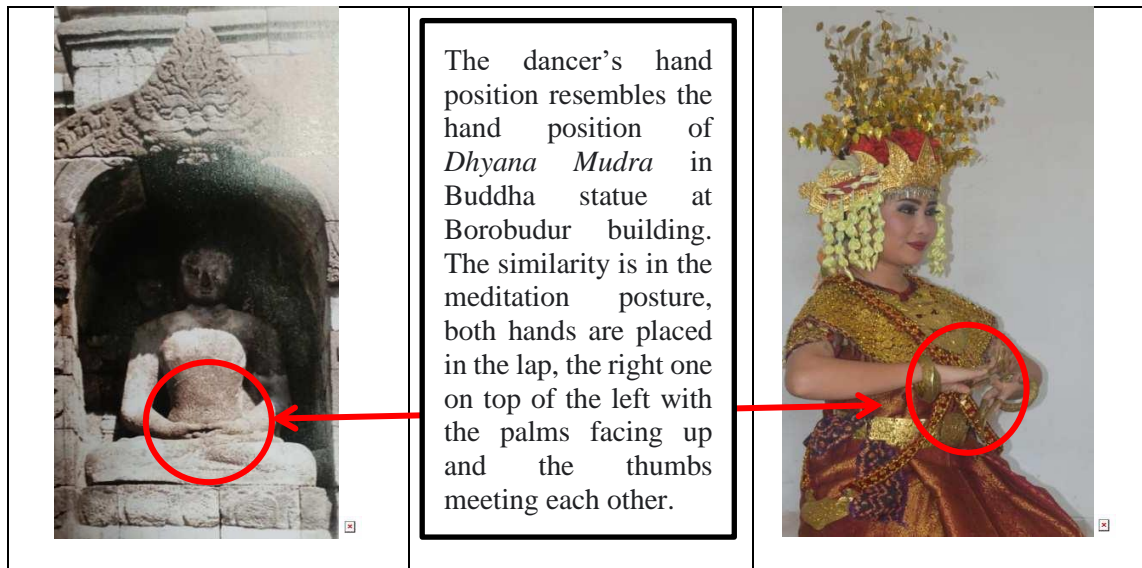 The dancer’s hand
position resembles the
hand position of
Dhyana Mudra in
Buddha statue at
Borobudur building.
The similarity is in the
meditation posture,
both hands are placed
in the lap, the right one
on top of the left with
the palms facing up
and the thumbs
meeting each other.